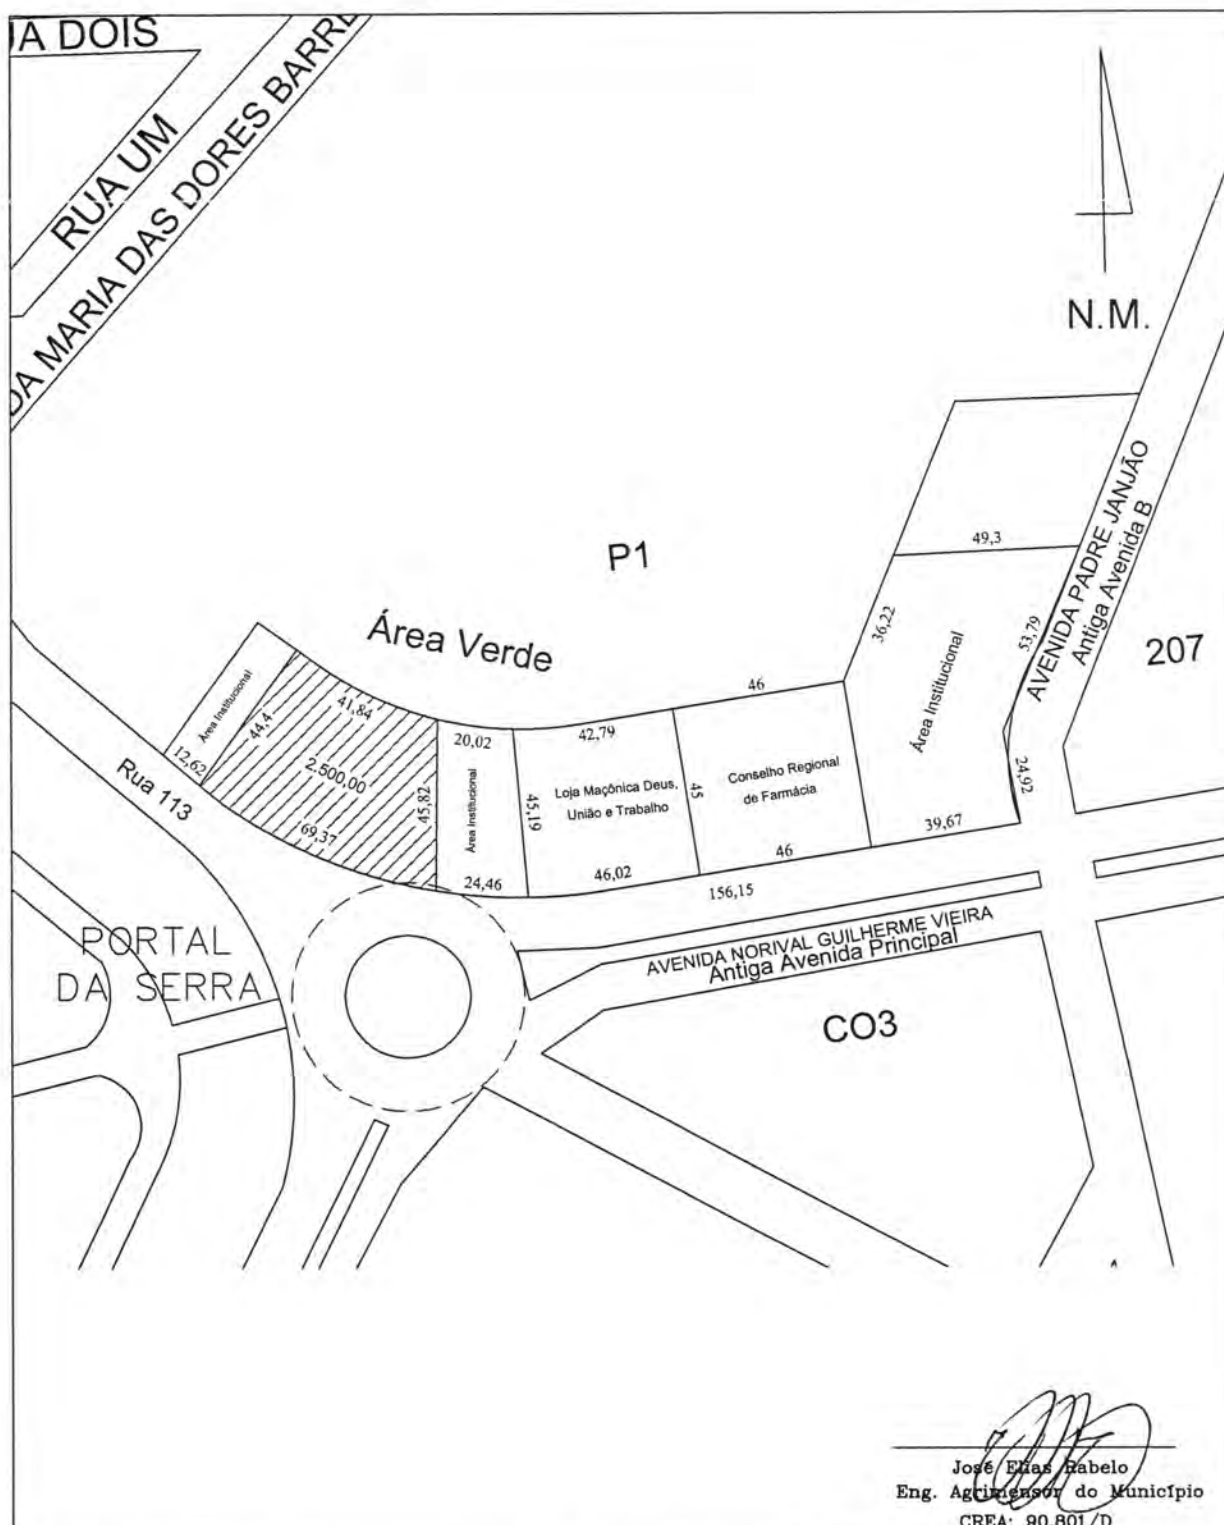 UA DOIS
RUA UM
DA MARIA DAS DORES BARRE
N.M.
P1
Área Verde
207
AVENIDA PADRE JANJÃO
Antiga Avenida B
49,3
36,22
53,79
Área Institucional
24,92
39,67
46
Conselho Regional
de Farmácia
45
46
42,79
Loja Maçônica Deus,
União e Trabalho
45,19
46,02
20,02
Área Institucional
24,46
45,82
41,84
2.500,00
44,4
69,37
Área Institucional
12,62
Rua 113
156,15
AVENIDA NORIVAL GUILHERME VIEIRA
Antiga Avenida Principal
PORTAL
DA SERRA
CO3
José Elias Rabelo
Eng. Agrimensor do Município
CREA: 90.801/D